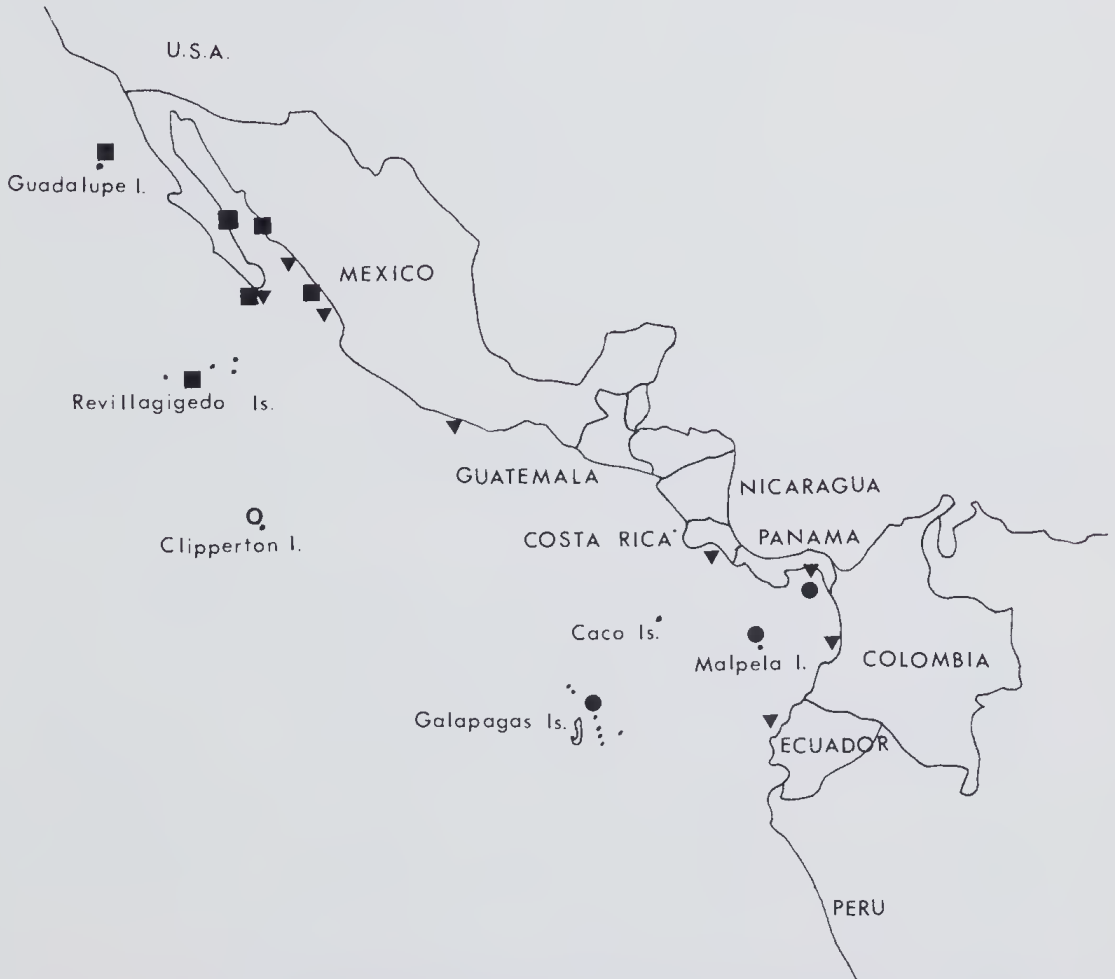 U.S.A.
Guadalupe I.
MEXICO
Revillagigedo Is.
GUATEMALA
NICARAGUA
Clipperton I.
COSTA RICA
PANAMA
Caco Is.
Malpela I.
COLOMBIA
Galapagas Is.
ECUADOR
PERU